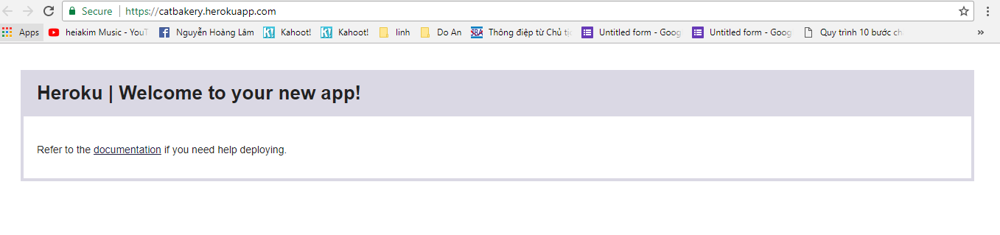 Secure https://catbakery.herokuapp.com
Apps heiakim Music - YouT Nguyễn Hoàng Lâm Kahoot! Kahoot! linh Do An SBA Thông điệp từ Chủ tịc Untitled form - Goog Untitled form - Goog Quy trình 10 bước ch »
Heroku | Welcome to your new app!
Refer to the documentation if you need help deploying.